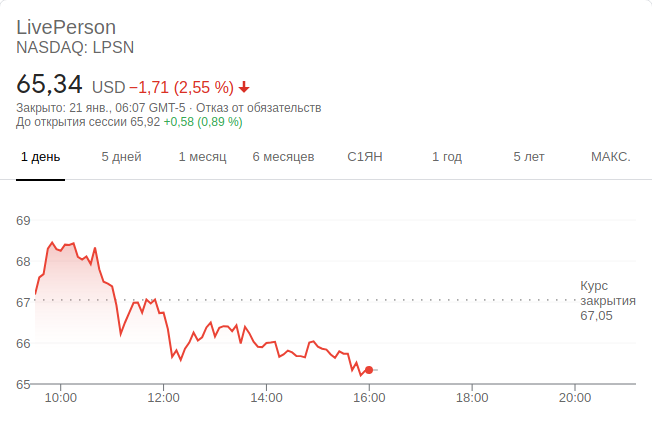 LivePerson
NASDAQ: LPSN
65,34 USD −1,71 (2,55 %)
Закрыто: 21 янв., 06:07 GMT-5 · Отказ от обязательств
До открытия сессии 65,92 +0,58 (0,89 %)
1 день 5 дней 1 месяц 6 месяцев С1ЯН 1 год 5 лет МАКС.
69
68
Курс
67 закрытия
67,05
66
65
10:00 12:00 14:00 16:00 18:00 20:00